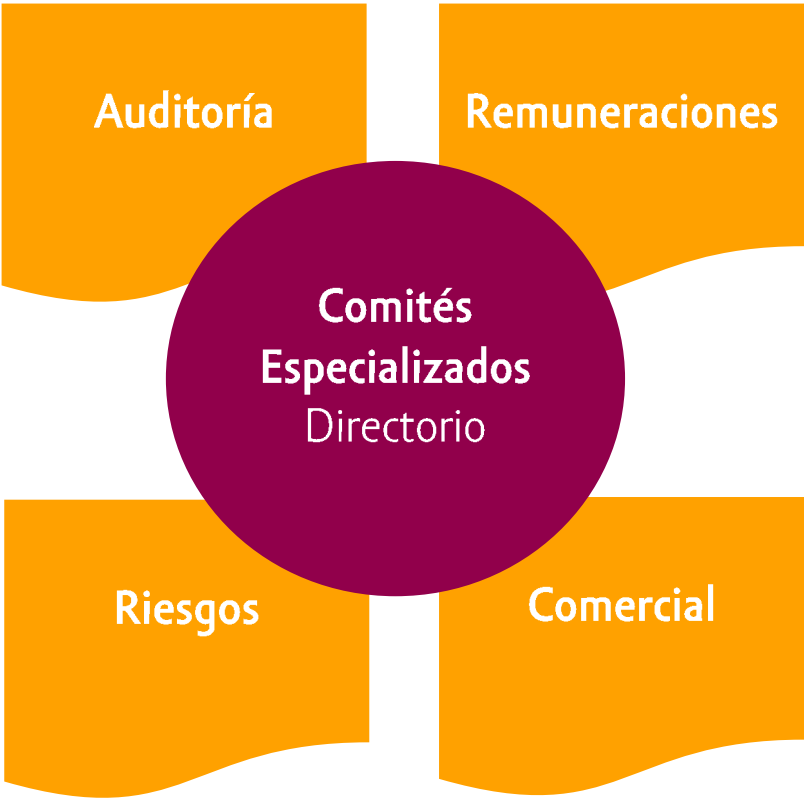 Auditoría
Remuneraciones
Comités
Especializados
Directorio
Riesgos
Comercial